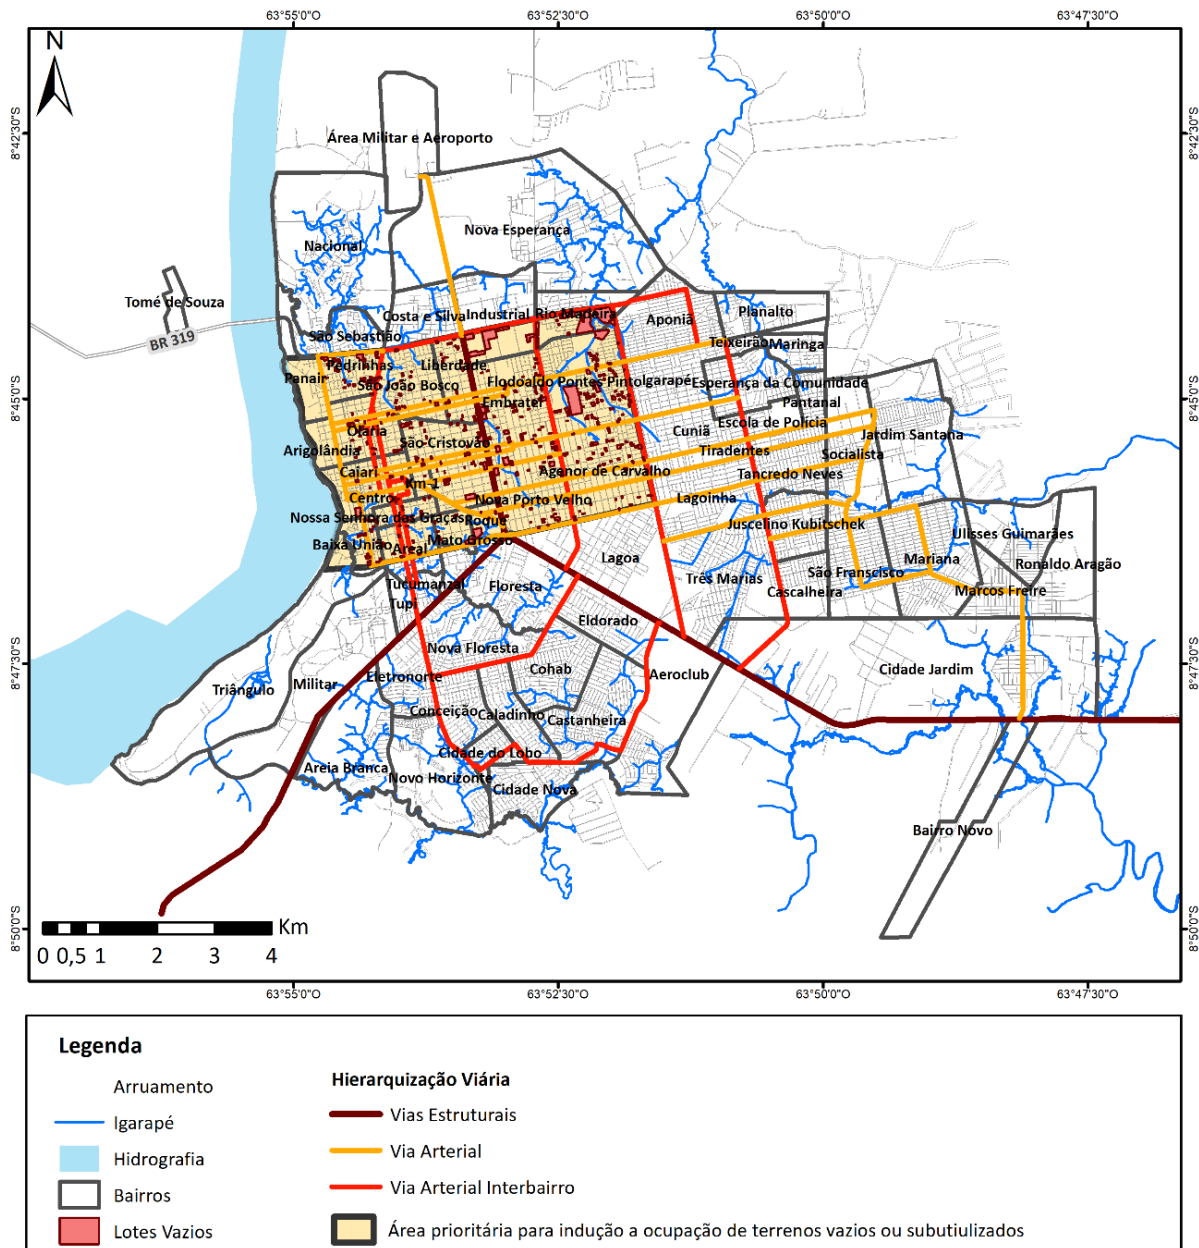 63°55'0"O 63°52'30"O 63°50'0"O 63°47'30"O
N
8°42'30"S 8°42'30"S
Área Militar e Aeroporto
Nova Esperança
Nacional
Tomé de Souza
BR 319
Costa e Silva Industrial Rio Madeira
Aponiã
Planalto
São Sebastião
Teixeirão Maringa
Pedrinhas Liberdade
Panair
São João Bosco Flodoaldo Pontes Pinto Igarapé Esperança da Comunidade
8°45'0"S 8°45'0"S
Embratel
Pantanal
Olaria
Cuniã
Escola de Polícia
Jardim Santana
Arigolândia
São Cristovão
Tiradentes
Socialista
Caiari
Agenor de Carvalho
Tancredo Neves
Km-1
Centro
Nova Porto Velho
Lagoinha
Nossa Senhora das Graças
Roque
Juscelino Kubitschek
Ulisses Guimarães
Baixa União
Areal
Mato Grosso
Lagoa
Mariana
Ronaldo Aragão
Tucumanzal
Floresta
Três Marias
São Franscisco
Tupi
Cascalheira
Marcos Freire
Eldorado
Nova Floresta
8°47'30"S 8°47'30"S
Cohab
Aeroclub
Cidade Jardim
Eletronorte
Triângulo
Militar
Conceição
Caladinho
Castanheira
Cidade do Lobo
Areia Branca
Novo Horizonte
Cidade Nova
Bairro Novo
8°50'0"S 8°50'0"S
Km
0 0,5 1 2 3 4
63°55'0"O 63°52'30"O 63°50'0"O 63°47'30"O
Legenda
Arruamento
Igarapé
Hidrografia
Bairros
Lotes Vazios
Hierarquização Viária
Vias Estruturais
Via Arterial
Via Arterial Interbairro
Área prioritária para indução a ocupação de terrenos vazios ou subutiulizados